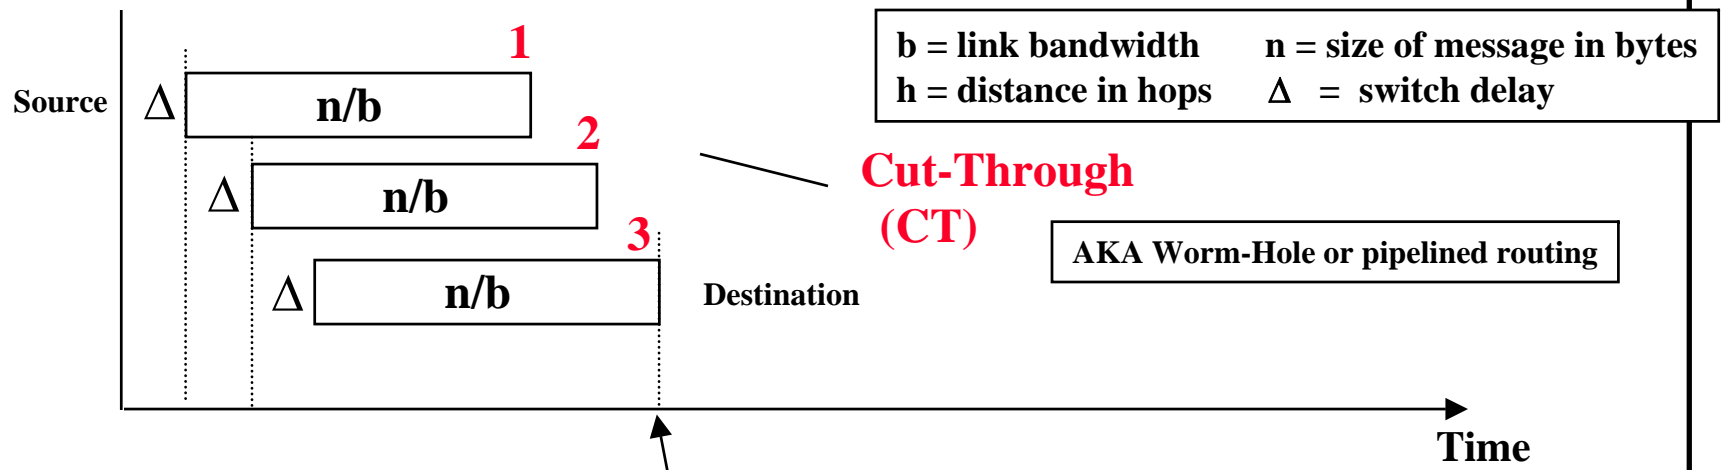 b = link bandwidth n = size of message in bytes
h = distance in hops Δ = switch delay
1
Source Δ n/b
2
Δ n/b
Cut-Through
(CT)
3
Δ n/b
Destination
AKA Worm-Hole or pipelined routing
Time